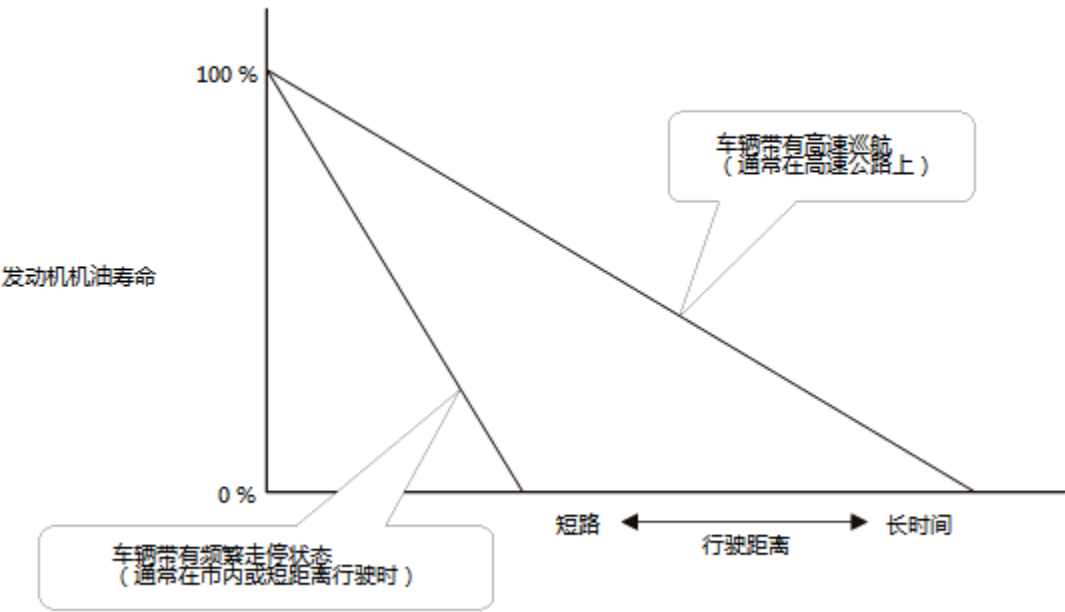 100 %
车辆带有高速巡航
（通常在高速公路上）
发动机机油寿命
0 %
短路
长时间
行驶距离
车辆带有频繁走停状态
（通常在市内或短距离行驶时）